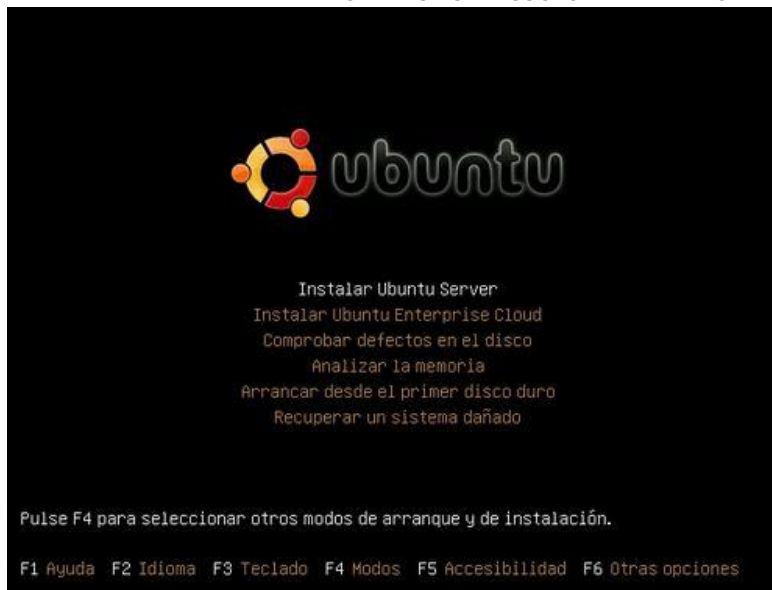 ubuntu
Instalar Ubuntu Server
Instalar Ubuntu Enterprise Cloud
Comprobar defectos en el disco
Analizar la memoria
Arrancar desde el primer disco duro
Recuperar un sistema dañado
Pulse F4 para seleccionar otros modos de arranque y de instalación.
F1 Ayuda F2 Idioma F3 Teclado F4 Modos F5 Accesibilidad F6 Otras opciones